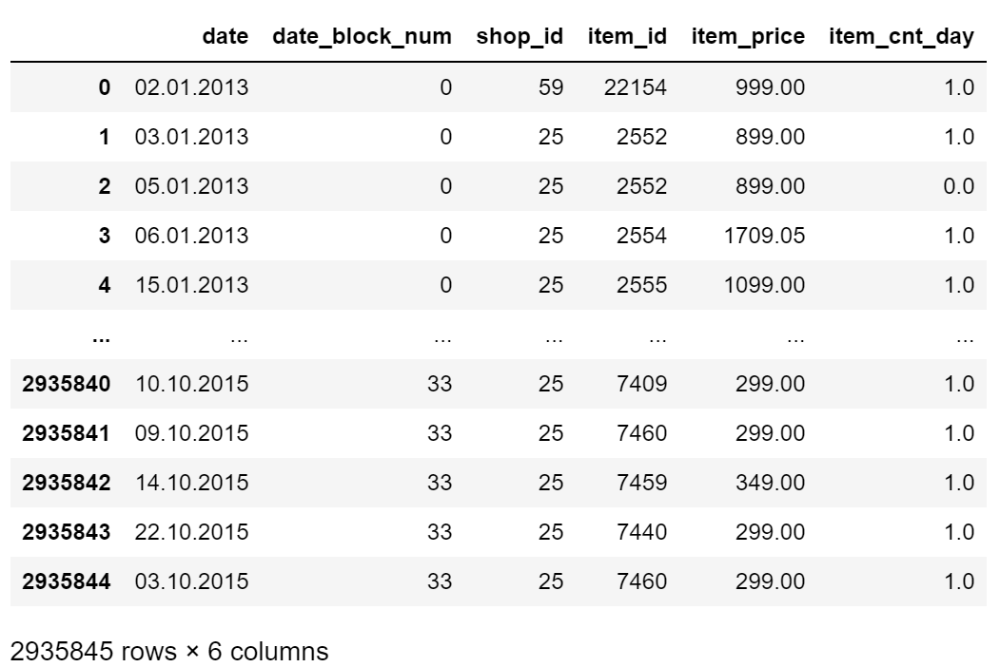 date date_block_num shop_id item_id item_price item_cnt_day
0 02.01.2013 0 59 22154 999.00 1.0
1 03.01.2013 0 25 2552 899.00 1.0
2 05.01.2013 0 25 2552 899.00 0.0
3 06.01.2013 0 25 2554 1709.05 1.0
4 15.01.2013 0 25 2555 1099.00 1.0
... ... ... ... ... ... ...
2935840 10.10.2015 33 25 7409 299.00 1.0
2935841 09.10.2015 33 25 7460 299.00 1.0
2935842 14.10.2015 33 25 7459 349.00 1.0
2935843 22.10.2015 33 25 7440 299.00 1.0
2935844 03.10.2015 33 25 7460 299.00 1.0
2935845 rows × 6 columns